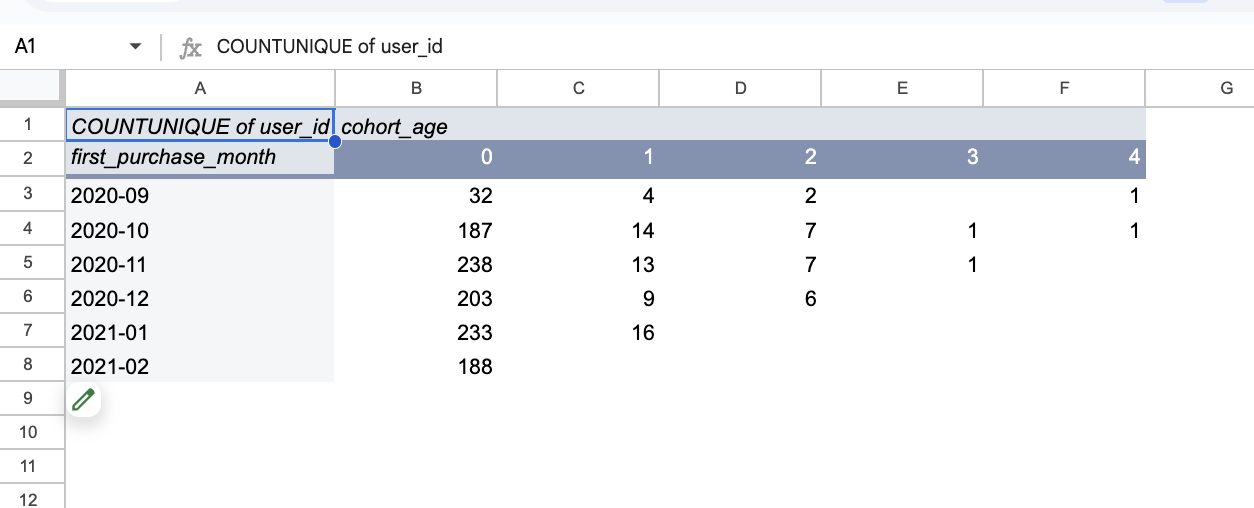 A1 fx COUNTUNIQUE of user_id
A B C D E F G
1 COUNTUNIQUE of user_id cohort_age
2 first_purchase_month 0 1 2 3 4
3 2020-09 32 4 2 1
4 2020-10 187 14 7 1 1
5 2020-11 238 13 7 1
6 2020-12 203 9 6
7 2021-01 233 16
8 2021-02 188
9
10
11
12